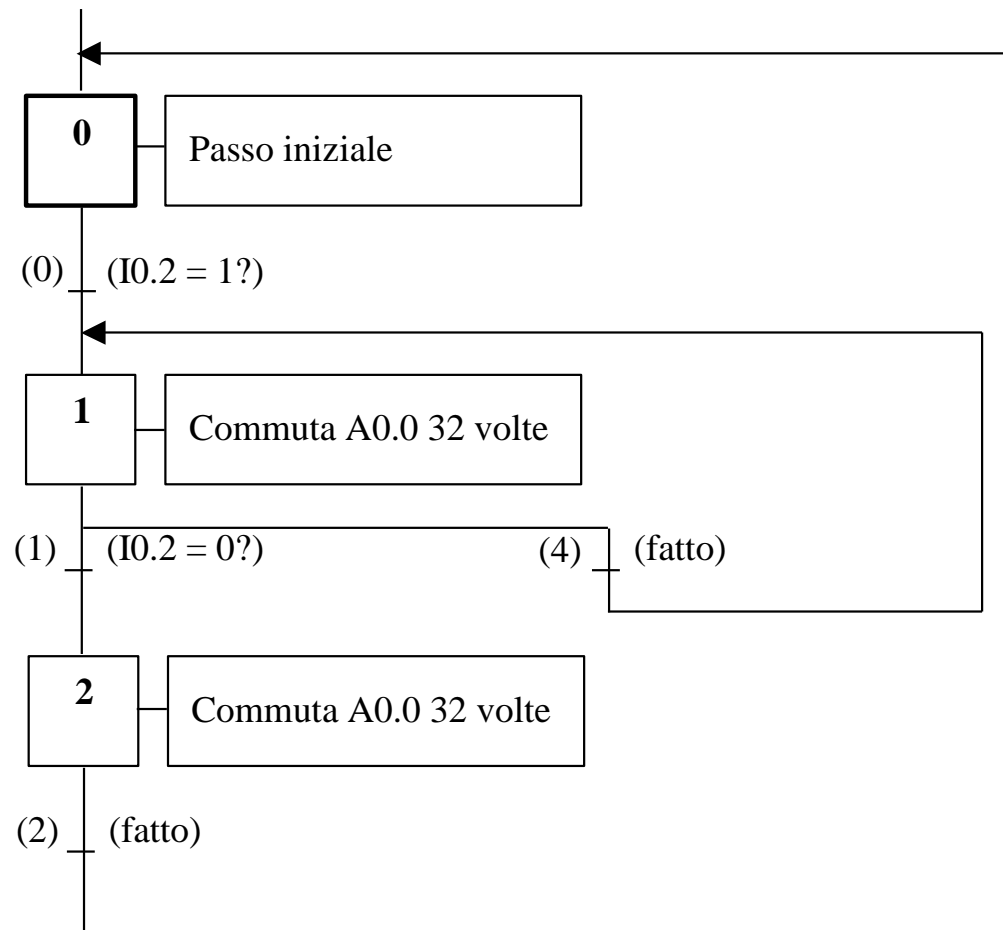 0
Passo iniziale
(0) (I0.2 = 1?)
1
Commuta A0.0 32 volte
(1) (I0.2 = 0?) (4) (fatto)
2
Commuta A0.0 32 volte
(2) (fatto)